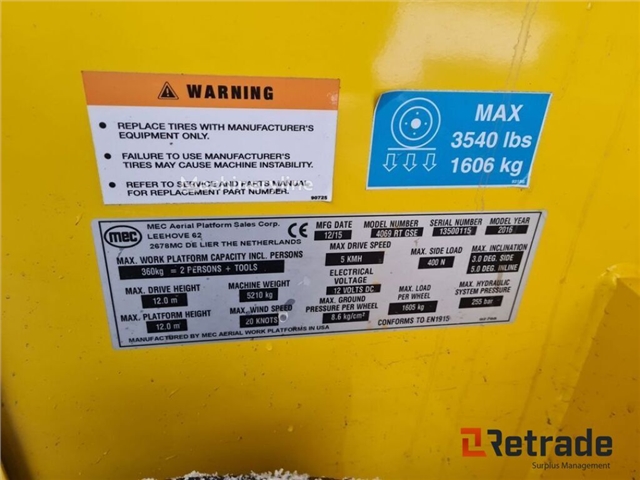 WARNING
• REPLACE TIRES WITH MANUFACTURER'S
EQUIPMENT ONLY.
• FAILURE TO USE MANUFACTURER'S
TIRES MAY CAUSE MACHINE INSTABILITY.
• REFER TO SERVICE AND PARTS MANUAL
FOR REPLACEMENT PART NUMBER.
90725
MAX
3540 lbs
1606 kg
mec
MEC Aerial Platform Sales Corp.
LEEHOVE 62
2678MC DE LIER THE NETHERLANDS
CE
MFG DATE
12/15
MODEL NUMBER
4069 RT GSE
SERIAL NUMBER
13500115
MODEL YEAR
2016
MAX. WORK PLATFORM CAPACITY INCL. PERSONS
360kg = 2 PERSONS + TOOLS
MAX DRIVE SPEED
5 KMH
MAX. SIDE LOAD
400 N
MAX. INCLINATION
3.0 DEG. SIDE
5.0 DEG. INLINE
MAX. DRIVE HEIGHT
12.0 m
MACHINE WEIGHT
5210 kg
ELECTRICAL
VOLTAGE
12 VOLTS DC
MAX. LOAD
PER WHEEL
1605 kg
MAX. HYDRAULIC
SYSTEM PRESSURE
255 bar
MAX. PLATFORM HEIGHT
12.0 m
MAX. WIND SPEED
20 KNOTS
MAX. GROUND
PRESSURE PER WHEEL
8.6 kg/cm²
CONFORMS TO EN1915
MANUFACTURED BY MEC AERIAL WORK PLATFORMS IN USA
Retrade
Surplus Management